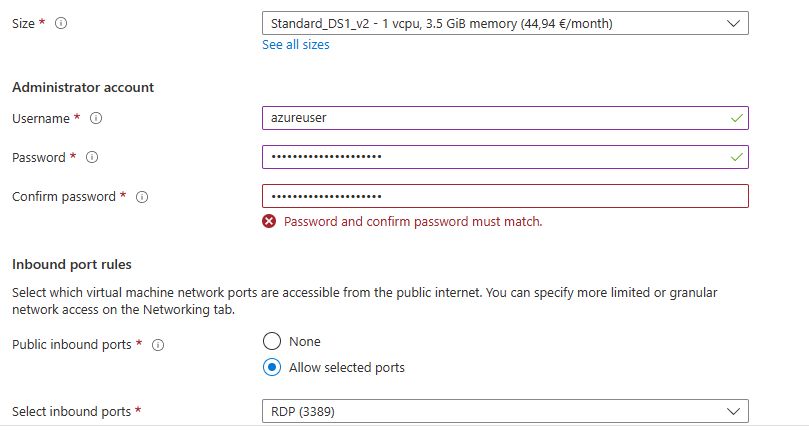 Size * Standard_DS1_v2 - 1 vcpu, 3.5 GiB memory (44,94 €/month)
See all sizes
Administrator account
Username * azureuser
Password * •••••••••••••••••••••
Confirm password * •••••••••••••••••••••
Password and confirm password must match.
Inbound port rules
Select which virtual machine network ports are accessible from the public internet. You can specify more limited or granular
network access on the Networking tab.
Public inbound ports * None
Allow selected ports
Select inbound ports * RDP (3389)